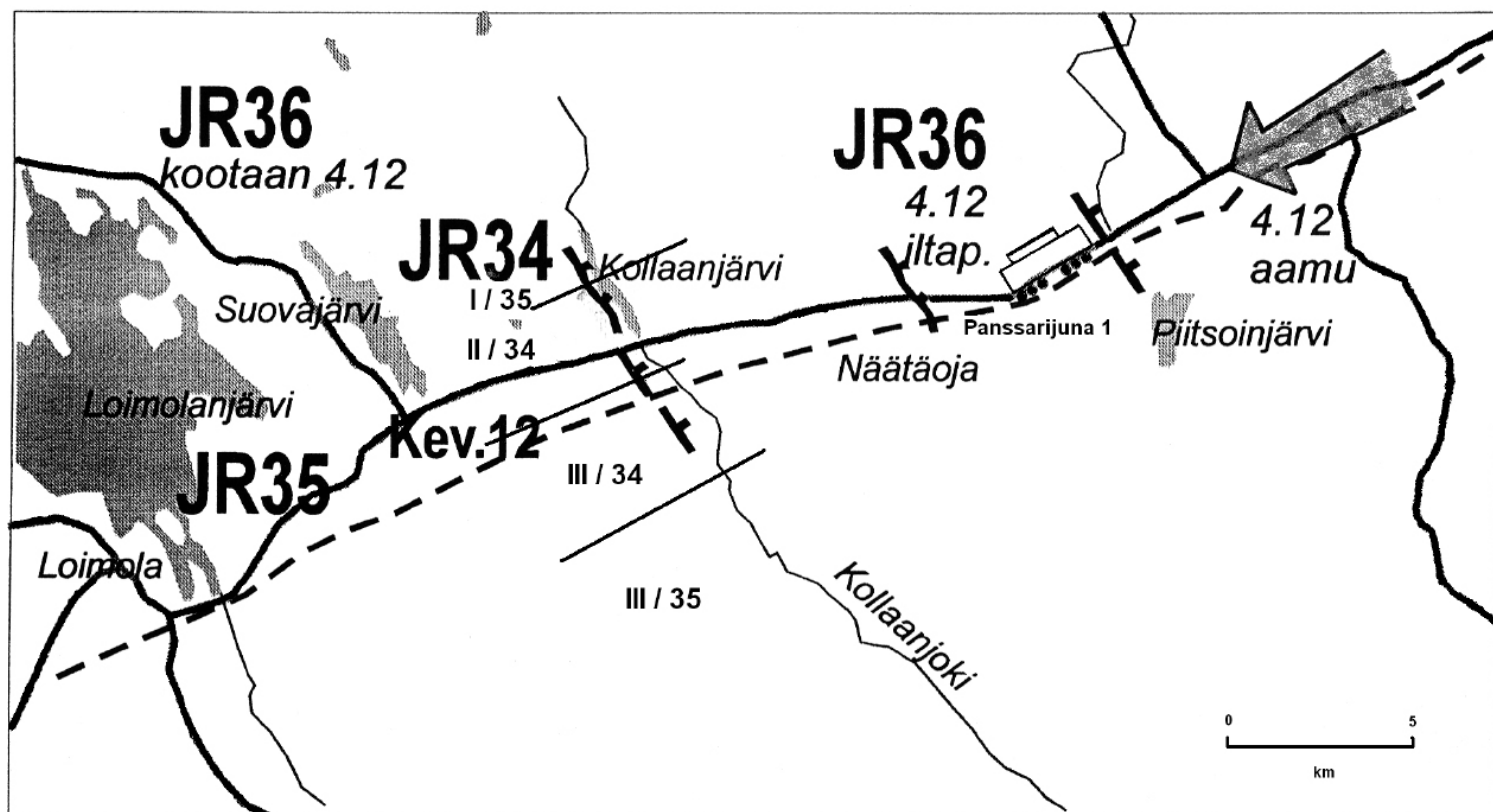 JR36
kootaan 4.12
JR36
4.12
iltap.
4.12
aamu
JR34
I / 35
Kollaanjärvi
Suovajärvi
II / 34
Panssarijuna 1
Piitsoinjärvi
Näätäoja
Loimolanjärvi
Kev.12
JR35
III / 34
Loimola
III / 35
Kollaanjoki
0 5
km